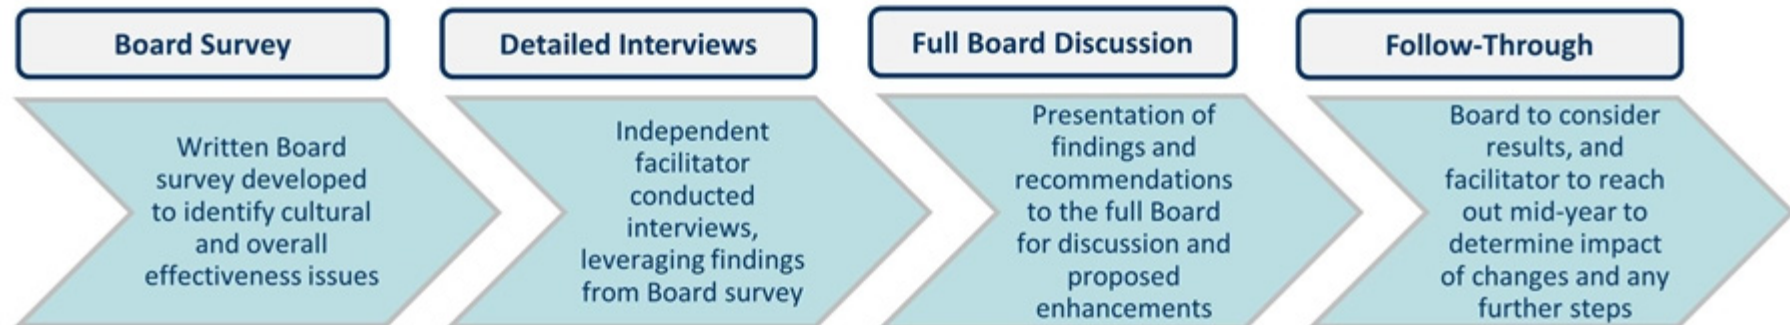 Board Survey
Written Board
survey developed
to identify cultural
and overall
effectiveness issues
Detailed Interviews
Independent
facilitator
conducted
interviews,
leveraging findings
from Board survey
Full Board Discussion
Presentation of
findings and
recommendations
to the full Board
for discussion and
proposed
enhancements
Follow-Through
Board to consider
results, and
facilitator to reach
out mid-year to
determine impact
of changes and any
further steps